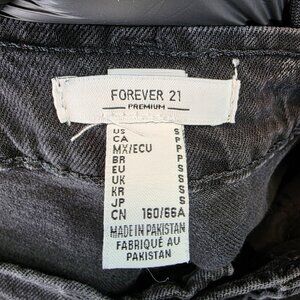 FOREVER 21
PREMIUM
US S
CA P
MX/ECU P
BR P
EU S
UK S
KR S
JP S
CN 160/66A
MADE IN PAKISTAN
FABRIQUÉ AU
PAKISTAN